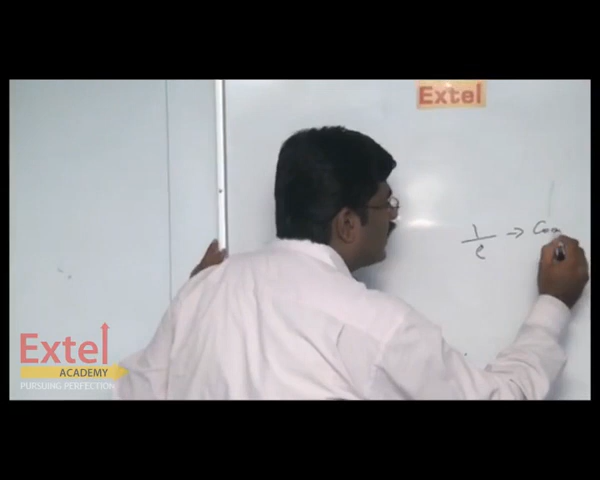 Extel
1
e → Con
Extel
ACADEMY
PURSUING PERFECTION